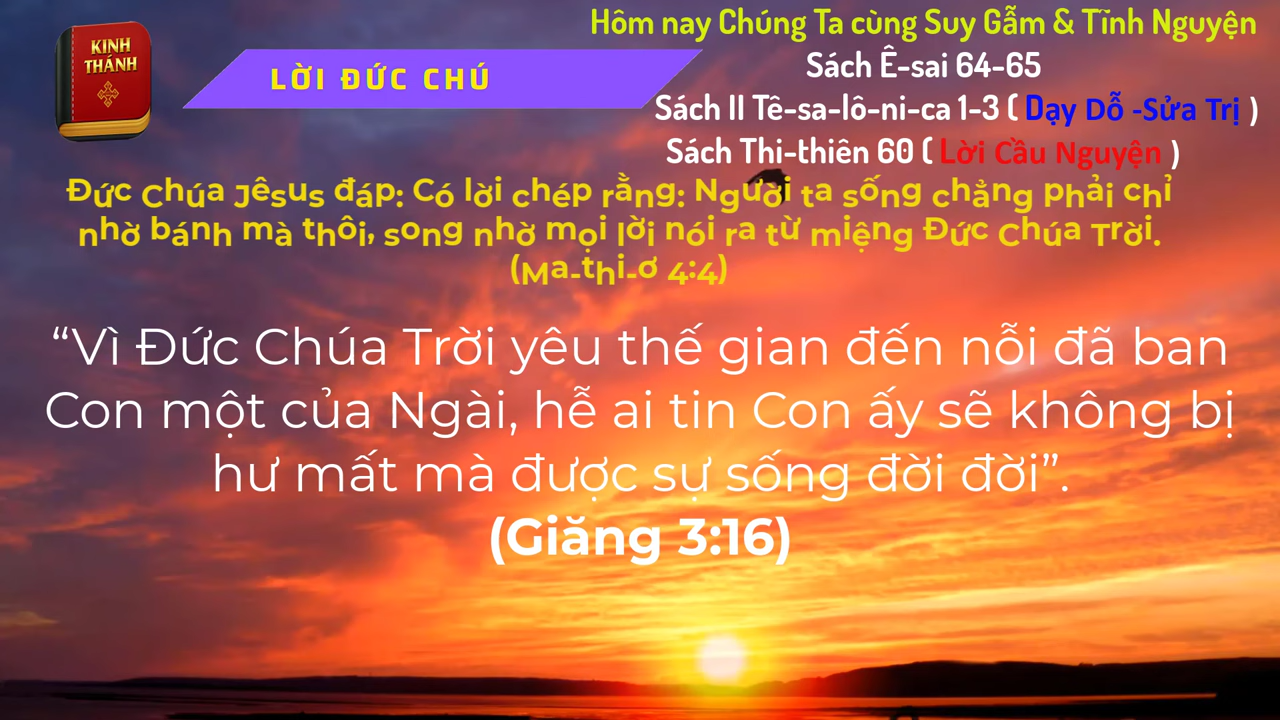 KINH
THÁNH
LỜI ĐỨC CHÚ
Hôm nay Chúng Ta cùng Suy Gẫm & Tĩnh Nguyện
Sách Ê-sai 64-65
Sách II Tê-sa-lô-ni-ca 1-3 ( Dạy Dỗ -Sửa Trị )
Sách Thi-thiên 60 ( Lời Cầu Nguyện )
Đức Chúa Jêsus đáp: Có lời chép rằng: Người ta sống chẳng phải chỉ
nhờ bánh mà thôi, song nhờ mọi lời nói ra từ miệng Đức Chúa Trời.
(Ma-thi-ơ 4:4)
“Vì Đức Chúa Trời yêu thế gian đến nỗi đã ban
Con một của Ngài, hễ ai tin Con ấy sẽ không bị
hư mất mà được sự sống đời đời”.
(Giăng 3:16)